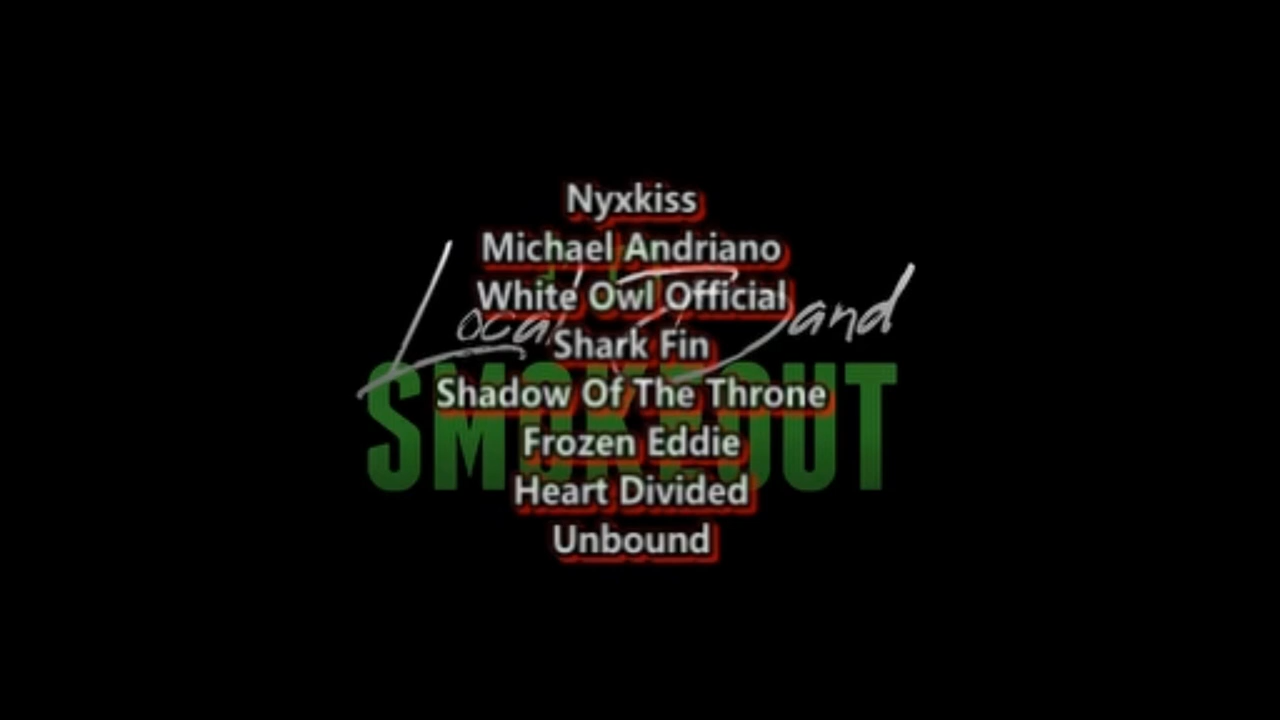 Nyxkiss
Michael Andriano
White Owl Official
Shark Fin
Shadow Of The Throne
Frozen Eddie
Heart Divided
Unbound
Local Band
SMOKEOUT